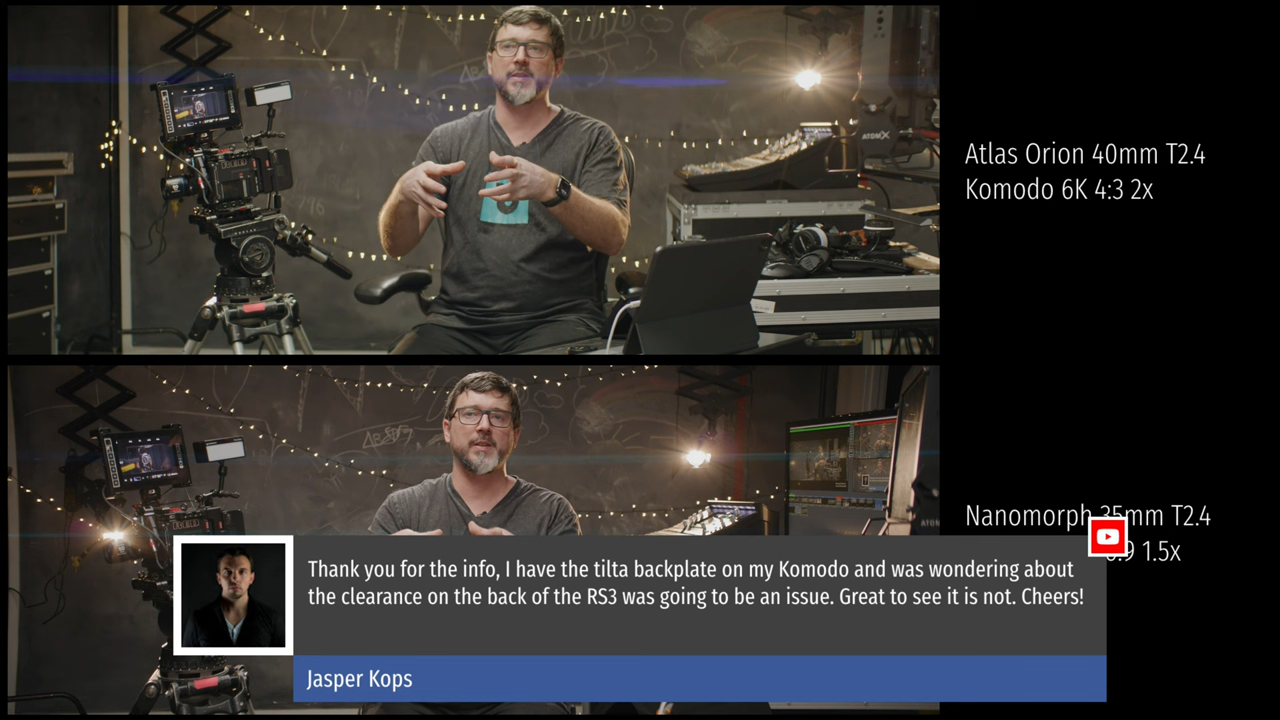 Atlas Orion 40mm T2.4
Komodo 6K 4:3 2x
ATOMX
Nanomorph 35mm T2.4
1.5x
Thank you for the info, I have the tilta backplate on my Komodo and was wondering about
the clearance on the back of the RS3 was going to be an issue. Great to see it is not. Cheers!
Jasper Kops